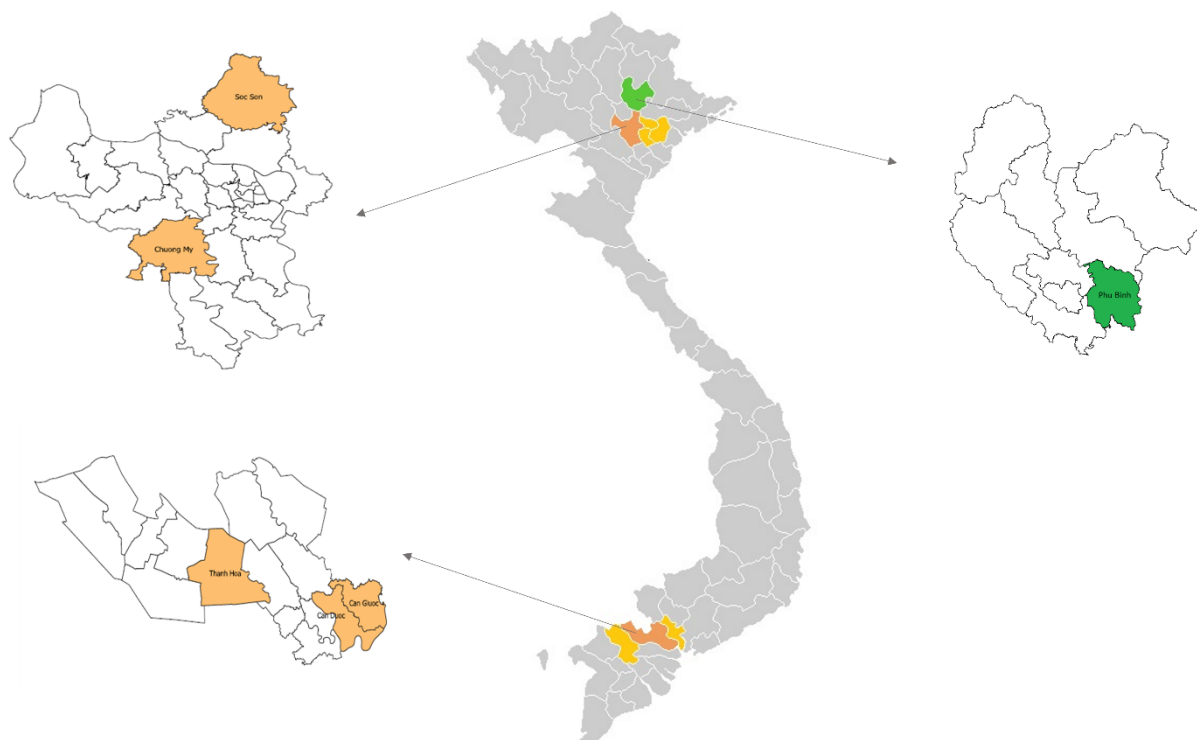 Soc Son
Chuong My
Phu Binh
Thanh Hoa
Can Giuoc
Can Duoc